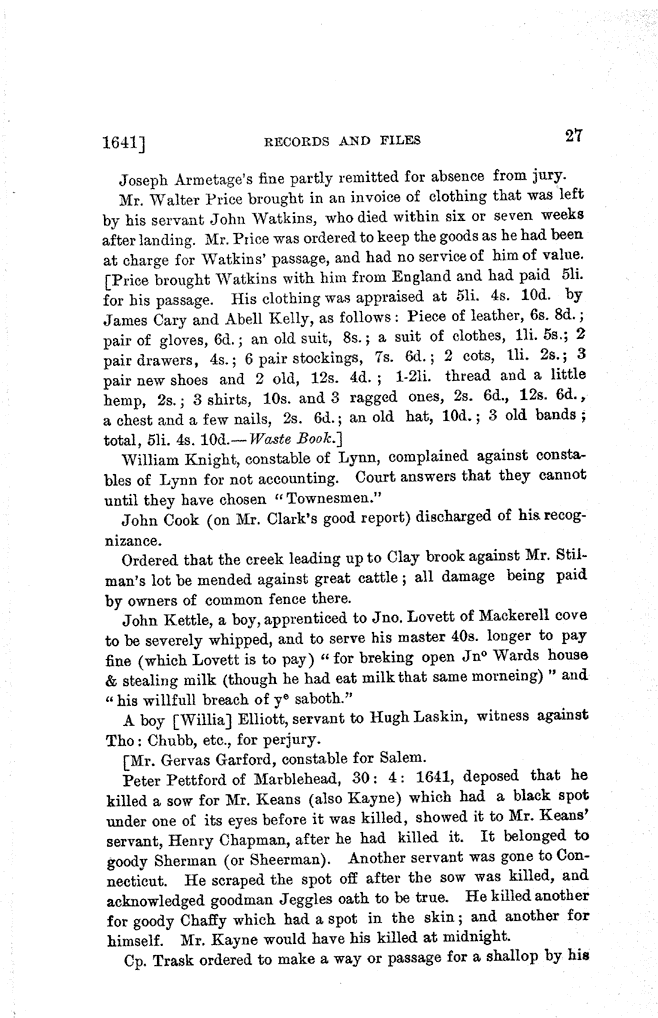 1641] RECORDS AND FILES 27
Joseph Armetage's fine partly remitted for absence from jury.
Mr. Walter Price brought in an invoice of clothing that was left
by his servant John Watkins, who died within six or seven weeks
after landing. Mr. Price was ordered to keep the goods as he had been
at charge for Watkins' passage, and had no service of him of value.
[Price brought Watkins with him from England and had paid 5li.
for his passage. His clothing was appraised at 5li. 4s. 10d. by
James Cary and Abell Kelly, as follows: Piece of leather, 6s. 8d.;
pair of gloves, 6d.; an old suit, 8s.; a suit of clothes, 1li. 5s.; 2
pair drawers, 4s.; 6 pair stockings, 7s. 6d.; 2 cots, 1li. 2s.; 3
pair new shoes and 2 old, 12s. 4d.; 1-2li. thread and a little
hemp, 2s.; 3 shirts, 10s. and 3 ragged ones, 2s. 6d., 12s. 6d.,
a chest and a few nails, 2s. 6d.; an old hat, 10d.; 3 old bands;
total, 5li. 4s. 10d.—Waste Book.]
William Knight, constable of Lynn, complained against consta-
bles of Lynn for not accounting. Court answers that they cannot
until they have chosen "Townesmen."
John Cook (on Mr. Clark's good report) discharged of his recog-
nizance.
Ordered that the creek leading up to Clay brook against Mr. Stil-
man's lot be mended against great cattle; all damage being paid
by owners of common fence there.
John Kettle, a boy, apprenticed to Jno. Lovett of Mackerell cove
to be severely whipped, and to serve his master 40s. longer to pay
fine (which Lovett is to pay) "for breking open Jnº Wards house
& stealing milk (though he had eat milk that same morneing)" and
"his willfull breach of yᵉ saboth."
A boy [Willia] Elliott, servant to Hugh Laskin, witness against
Tho: Chubb, etc., for perjury.
[Mr. Gervas Garford, constable for Salem.
Peter Pettford of Marblehead, 30: 4: 1641, deposed that he
killed a sow for Mr. Keans (also Kayne) which had a black spot
under one of its eyes before it was killed, showed it to Mr. Keans'
servant, Henry Chapman, after he had killed it. It belonged to
goody Sherman (or Sheerman). Another servant was gone to Con-
necticut. He scraped the spot off after the sow was killed, and
acknowledged goodman Jeggles oath to be true. He killed another
for goody Chaffy which had a spot in the skin; and another for
himself. Mr. Kayne would have his killed at midnight.
Cp. Trask ordered to make a way or passage for a shallop by his